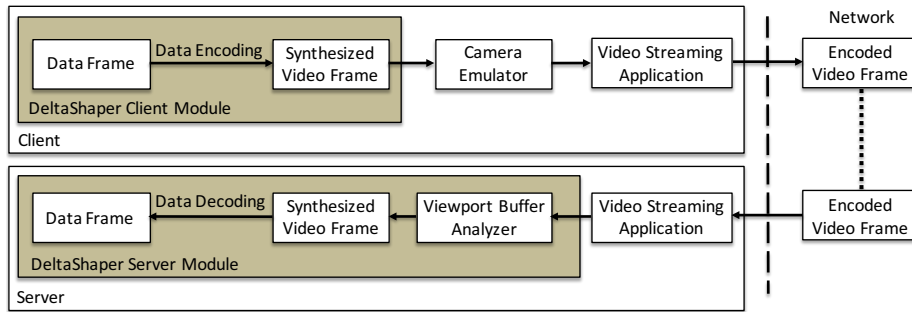 Network
Data Frame
Data Encoding
Synthesized
Video Frame
Camera
Emulator
Video Streaming
Application
Encoded
Video Frame
DeltaShaper Client Module
Client
Data Frame
Data Decoding
Synthesized
Video Frame
Viewport Buffer
Analyzer
Video Streaming
Application
Encoded
Video Frame
DeltaShaper Server Module
Server